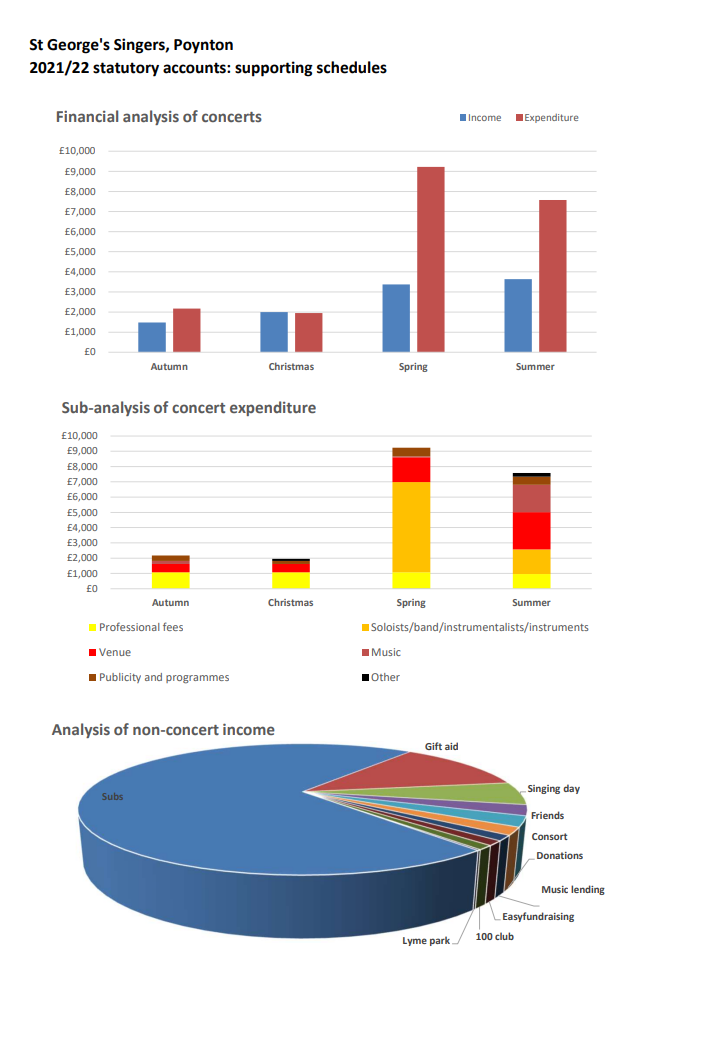 St George's Singers, Poynton
2021/22 statutory accounts: supporting schedules
Financial analysis of concerts
Income Expenditure
£10,000
£9,000
£8,000
£7,000
£6,000
£5,000
£4,000
£3,000
£2,000
£1,000
£0
Autumn Christmas Spring Summer
Sub-analysis of concert expenditure
£10,000
£9,000
£8,000
£7,000
£6,000
£5,000
£4,000
£3,000
£2,000
£1,000
£0
Autumn Christmas Spring Summer
Professional fees Soloists/band/instrumentalists/instruments
Venue Music
Publicity and programmes Other
Analysis of non-concert income
Gift aid
Singing day
Subs
Friends
Consort
Donations
Music lending
Easyfundraising
100 club
Lyme park